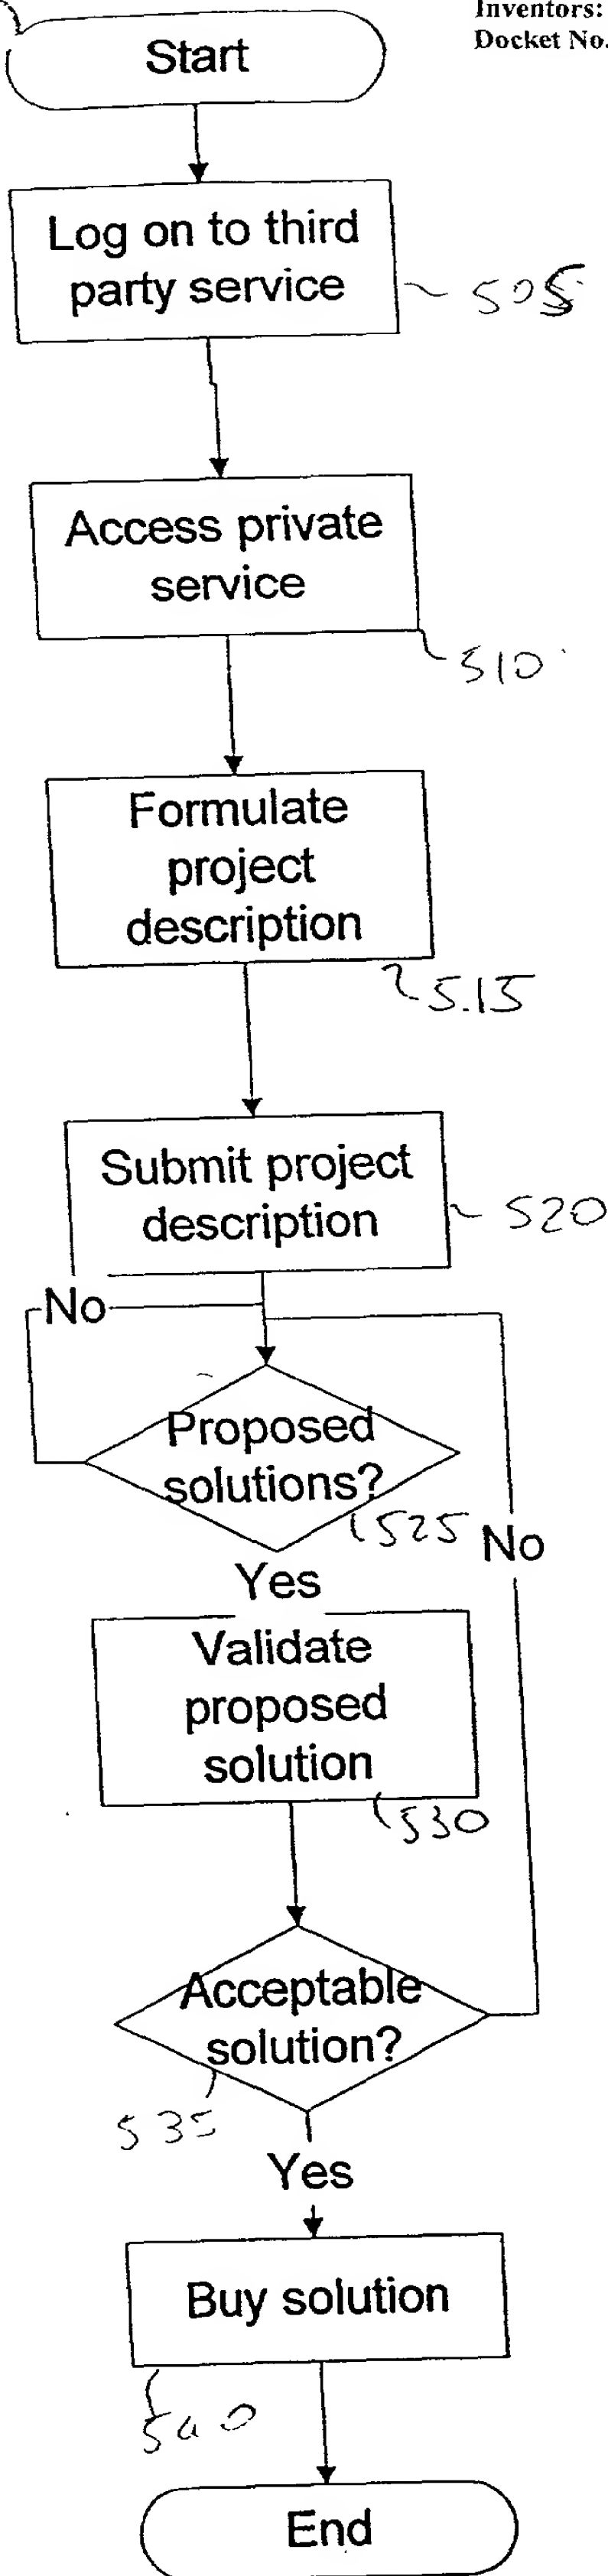 Inventors:
Docket No.
Start
Log on to third
party service
505
Access private
service
510
Formulate
project
description
515
Submit project
description
520
No
Proposed
solutions?
525
No
Yes
Validate
proposed
solution
530
Acceptable
solution?
535
Yes
Buy solution
540
End